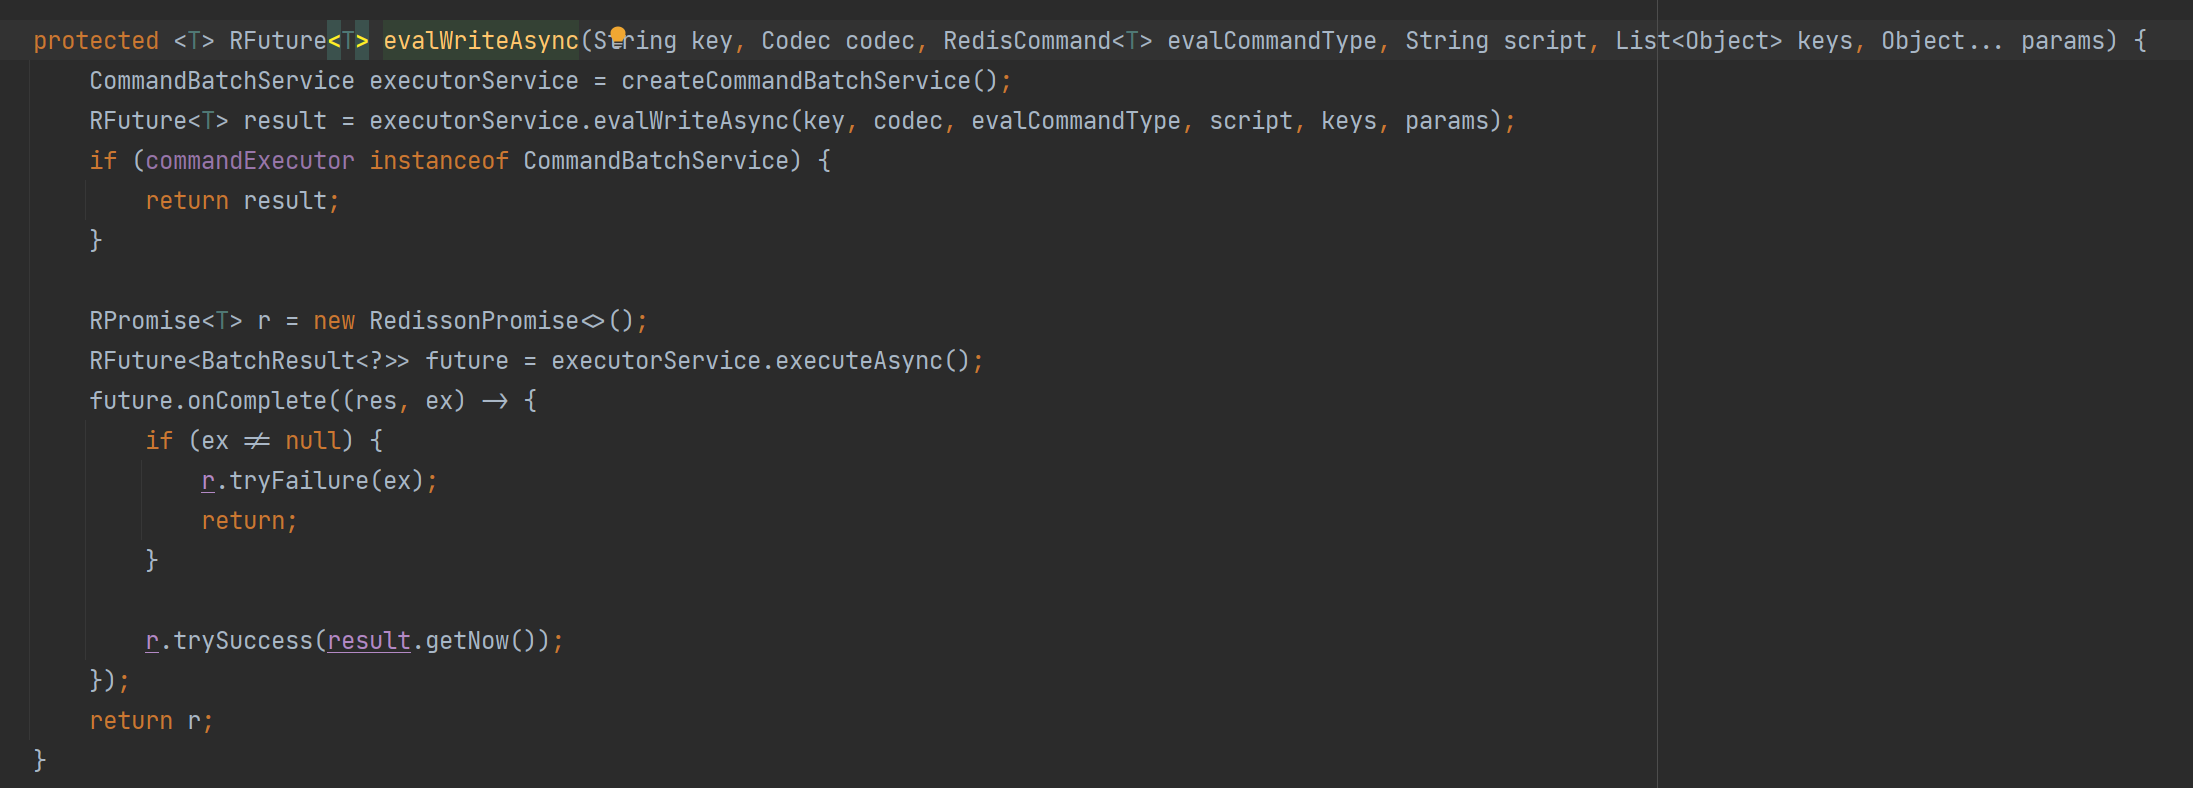 protected <T> RFuture<T> evalWriteAsync(String key, Codec codec, RedisCommand<T> evalCommandType, String script, List<Object> keys, Object... params) {
CommandBatchService executorService = createCommandBatchService();
RFuture<T> result = executorService.evalWriteAsync(key, codec, evalCommandType, script, keys, params);
if (commandExecutor instanceof CommandBatchService) {
return result;
}
RPromise<T> r = new RedissonPromise<>();
RFuture<BatchResult<?>> future = executorService.executeAsync();
future.onComplete((res, ex) -> {
if (ex != null) {
r.tryFailure(ex);
return;
}
r.trySuccess(result.getNow());
});
return r;
}